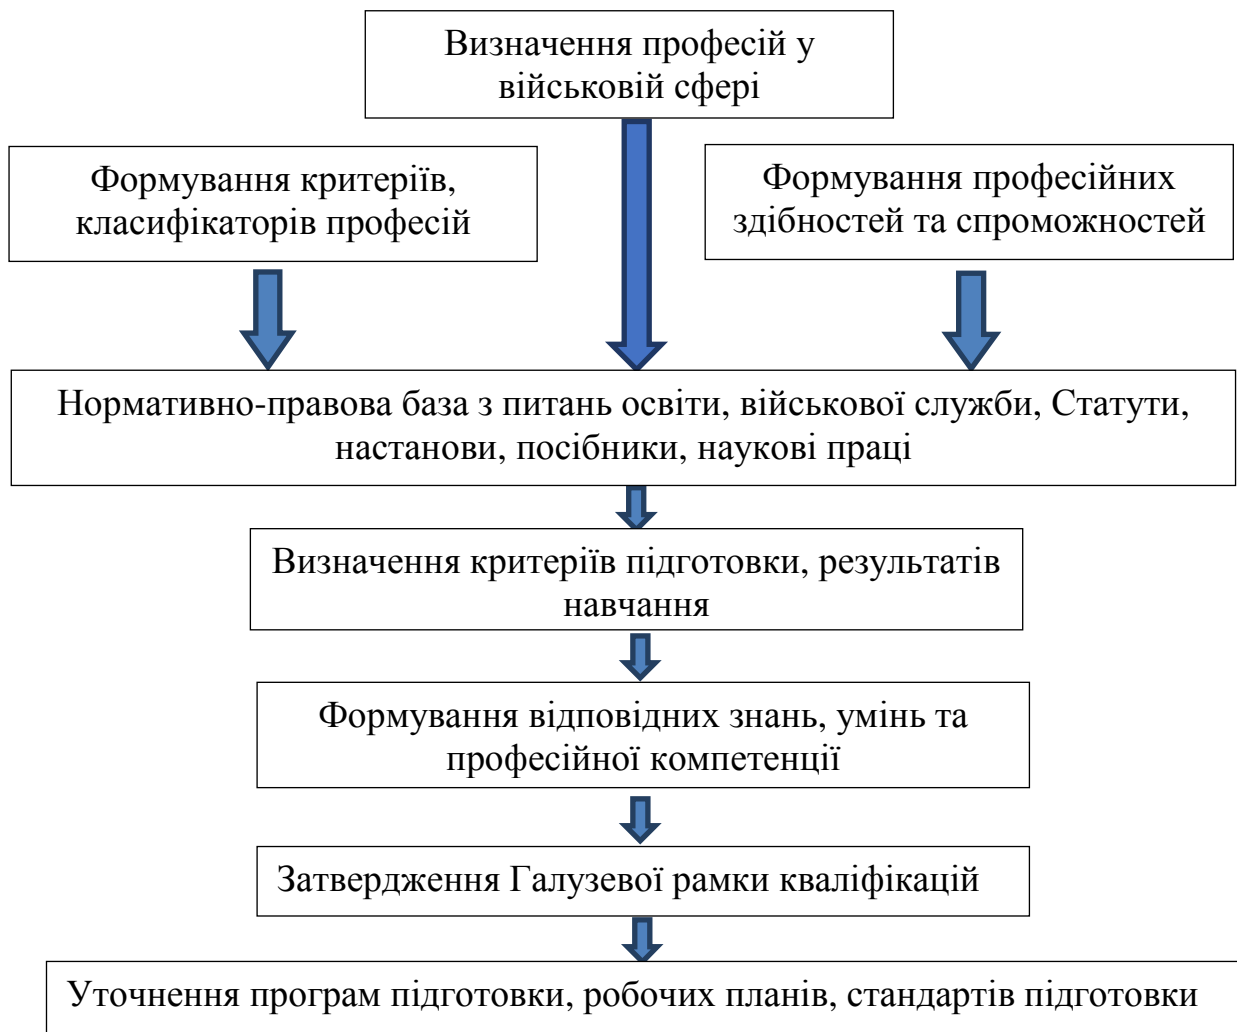 Визначення професій у
військовій сфері
Формування критеріїв,
класифікаторів професій
Формування професійних
здібностей та спроможностей
Нормативно-правова база з питань освіти, військової служби, Статути,
настанови, посібники, наукові праці
Визначення критеріїв підготовки, результатів
навчання
Формування відповідних знань, умінь та
професійної компетенції
Затвердження Галузевої рамки кваліфікацій
Уточнення програм підготовки, робочих планів, стандартів підготовки